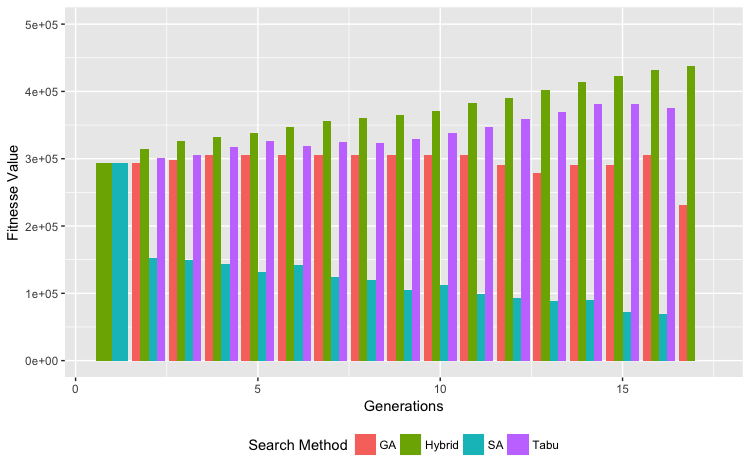 Fitnesse Value
5e+05
4e+05
3e+05
2e+05
1e+05
0e+00
0 5 10 15
Generations
Search Method GA Hybrid SA Tabu